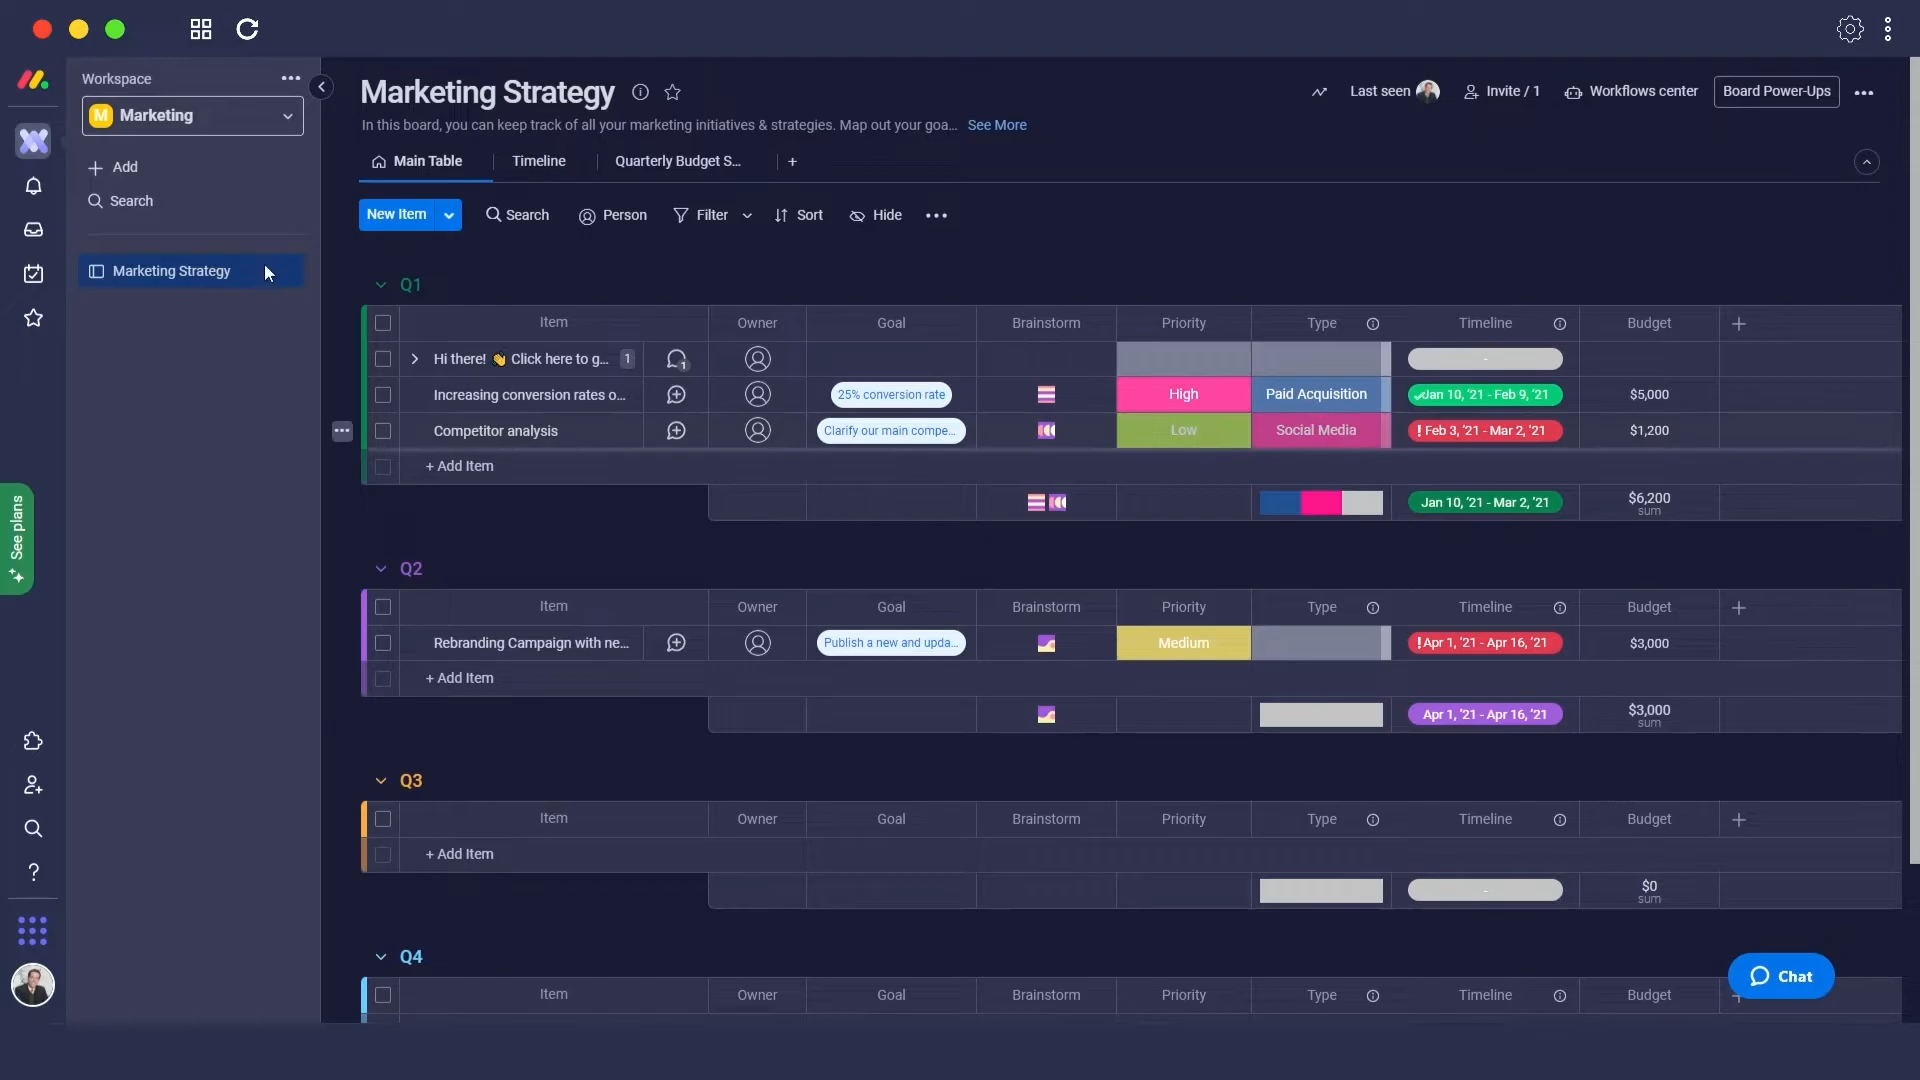 Workspace
M Marketing
Add
Search
Marketing Strategy
See plans
Marketing Strategy
Last seen
Invite / 1
Workflows center
Board Power-Ups
In this board, you can keep track of all your marketing initiatives & strategies. Map out your goa... See More
Main Table
Timeline
Quarterly Budget S...
New Item
Search
Person
Filter
Sort
Hide
Q1
Item Owner Goal Brainstorm Priority Type Timeline Budget
Hi there! 👋 Click here to g... 1 1 -
Increasing conversion rates o... 25% conversion rate High Paid Acquisition Jan 10, '21 - Feb 9, '21 $5,000
Competitor analysis Clarify our main compe... Low Social Media ! Feb 3, '21 - Mar 2, '21 $1,200
+ Add Item
Jan 10, '21 - Mar 2, '21 $6,200
sum
Q2
Item Owner Goal Brainstorm Priority Type Timeline Budget
Rebranding Campaign with ne... Publish a new and upda... Medium ! Apr 1, '21 - Apr 16, '21 $3,000
+ Add Item
Apr 1, '21 - Apr 16, '21 $3,000
sum
Q3
Item Owner Goal Brainstorm Priority Type Timeline Budget
+ Add Item
- $0
sum
Q4
Item Owner Goal Brainstorm Priority Type Timeline Budget
Chat